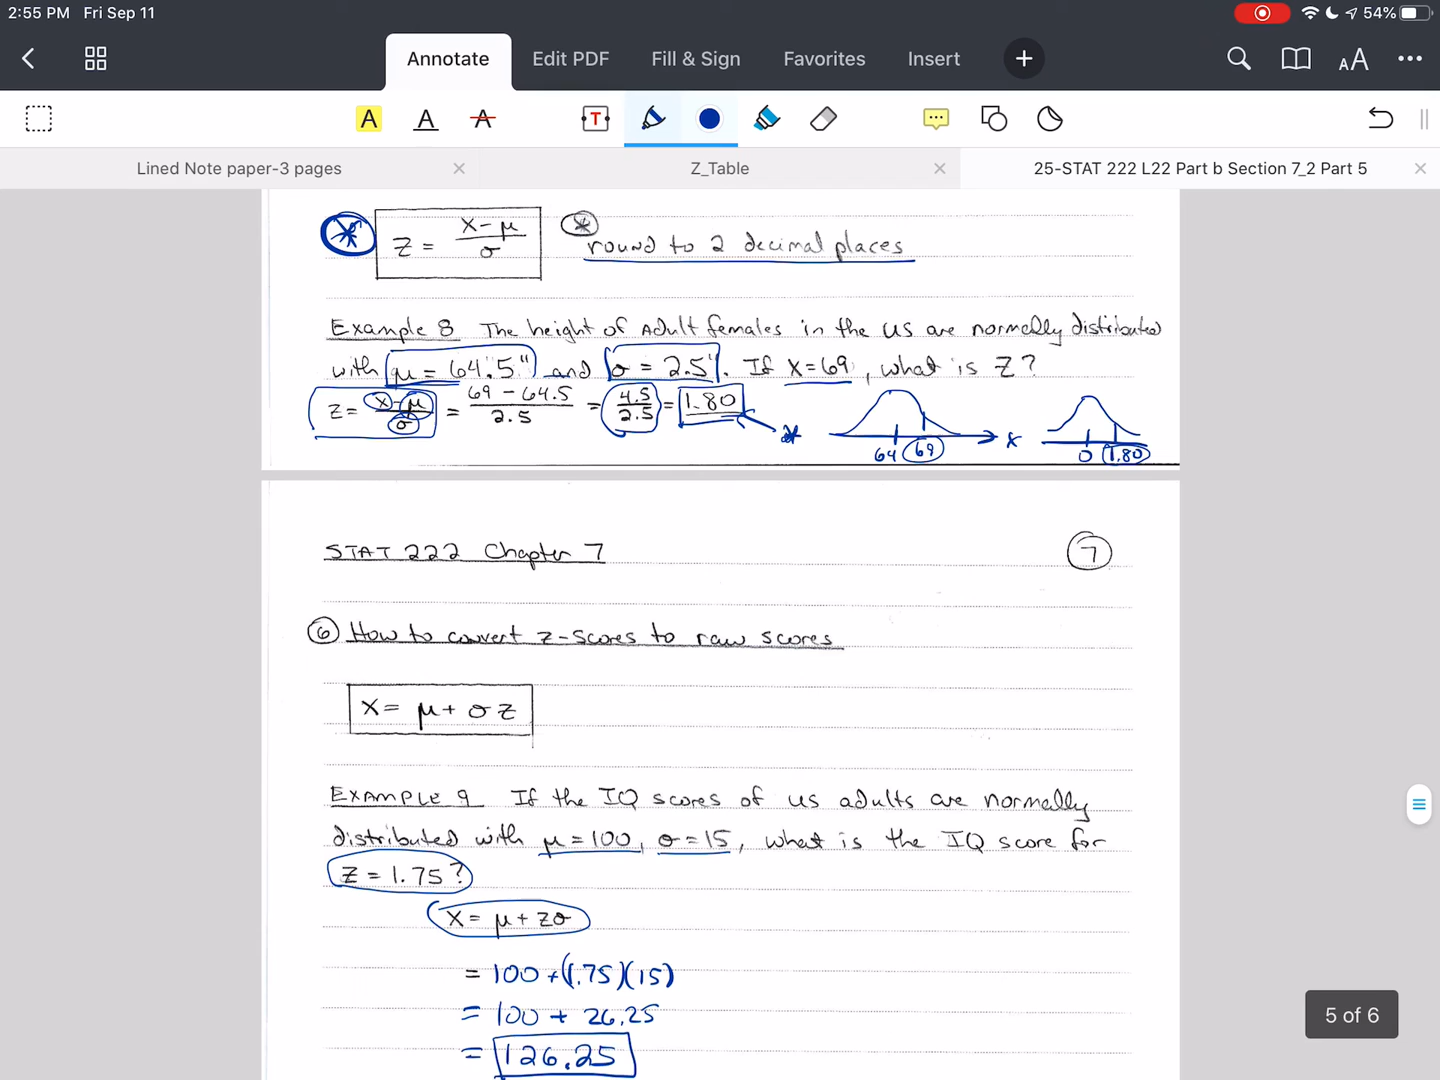 2:55 PM Fri Sep 11
54%
Annotate Edit PDF Fill & Sign Favorites Insert
Lined Note paper-3 pages Z_Table 25-STAT 222 L22 Part b Section 7_2 Part 5
Z = x - μ / σ
round to 2 decimal places
Example 8 The height of Adult females in the US are normally distributed
with μ = 64.5" and σ = 2.5". If x = 69, what is Z?
Z = x - μ / σ = 69 - 64.5 / 2.5 = 4.5 / 2.5 = 1.80
x
64 69 0 1.80
STAT 222 Chapter 7
7
6 How to convert z-scores to raw scores
X = μ + σ z
Example 9 If the IQ scores of US adults are normally
distributed with μ = 100, σ = 15, what is the IQ score for
Z = 1.75?
X = μ + zσ
= 100 + (1.75)(15)
= 100 + 26.25
= 126.25
5 of 6